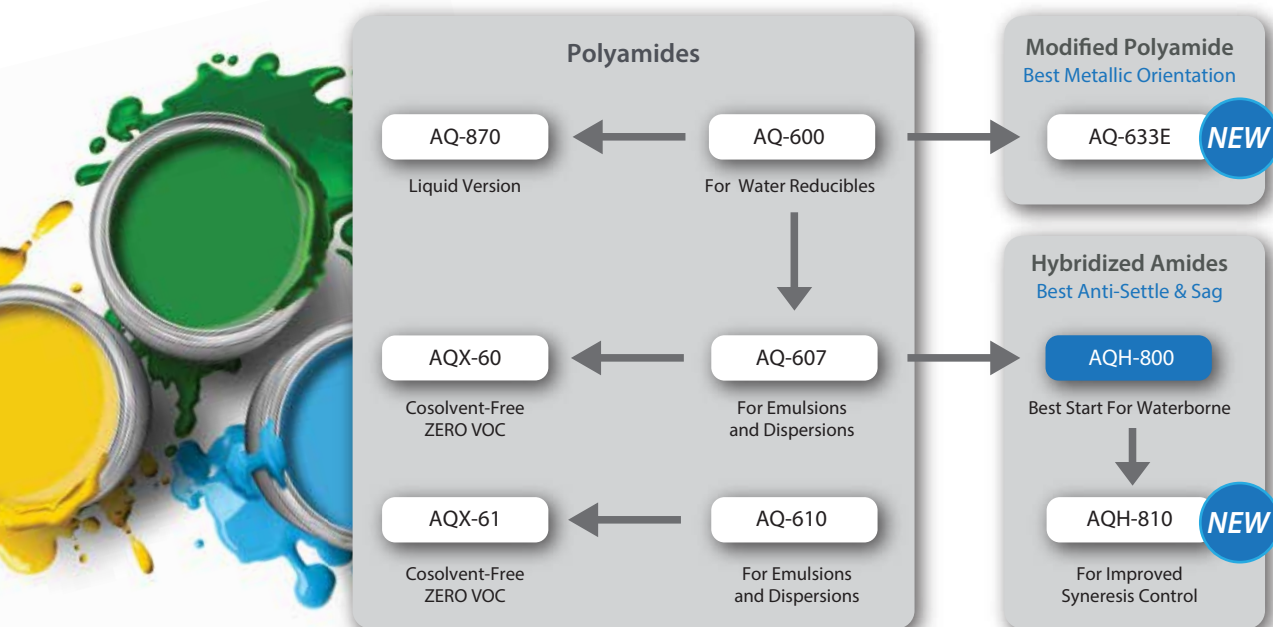 Polyamides
AQ-870
Liquid Version
AQ-600
For Water Reducibles
AQX-60
Cosolvent-Free
ZERO VOC
AQ-607
For Emulsions
and Dispersions
AQX-61
Cosolvent-Free
ZERO VOC
AQ-610
For Emulsions
and Dispersions
Modified Polyamide
Best Metallic Orientation
AQ-633E
NEW
Hybridized Amides
Best Anti-Settle & Sag
AQH-800
Best Start For Waterborne
AQH-810
NEW
For Improved
Syneresis Control